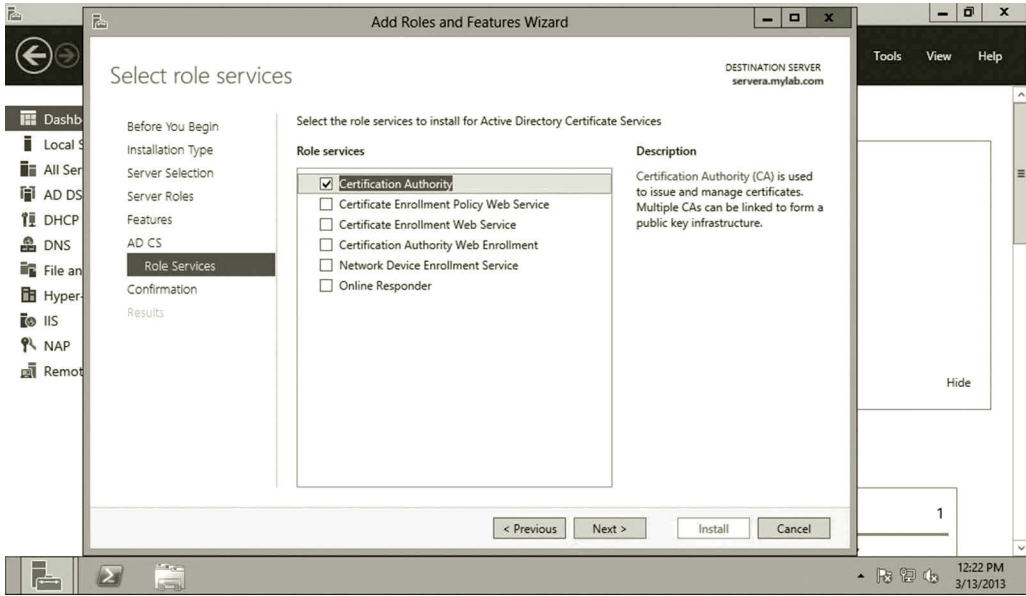 Add Roles and Features Wizard
Tools View Help
Select role services
DESTINATION SERVER
servera.mylab.com
Before You Begin
Installation Type
Server Selection
Server Roles
Features
AD CS
Role Services
Confirmation
Results
Select the role services to install for Active Directory Certificate Services
Role services
Certification Authority
Certificate Enrollment Policy Web Service
Certificate Enrollment Web Service
Certification Authority Web Enrollment
Network Device Enrollment Service
Online Responder
Description
Certification Authority (CA) is used
to issue and manage certificates.
Multiple CAs can be linked to form a
public key infrastructure.
Dashb
Local S
All Ser
AD DS
DHCP
DNS
File an
Hyper-
IIS
NAP
Remot
Hide
1
< Previous
Next >
Install
Cancel
12:22 PM
3/13/2013